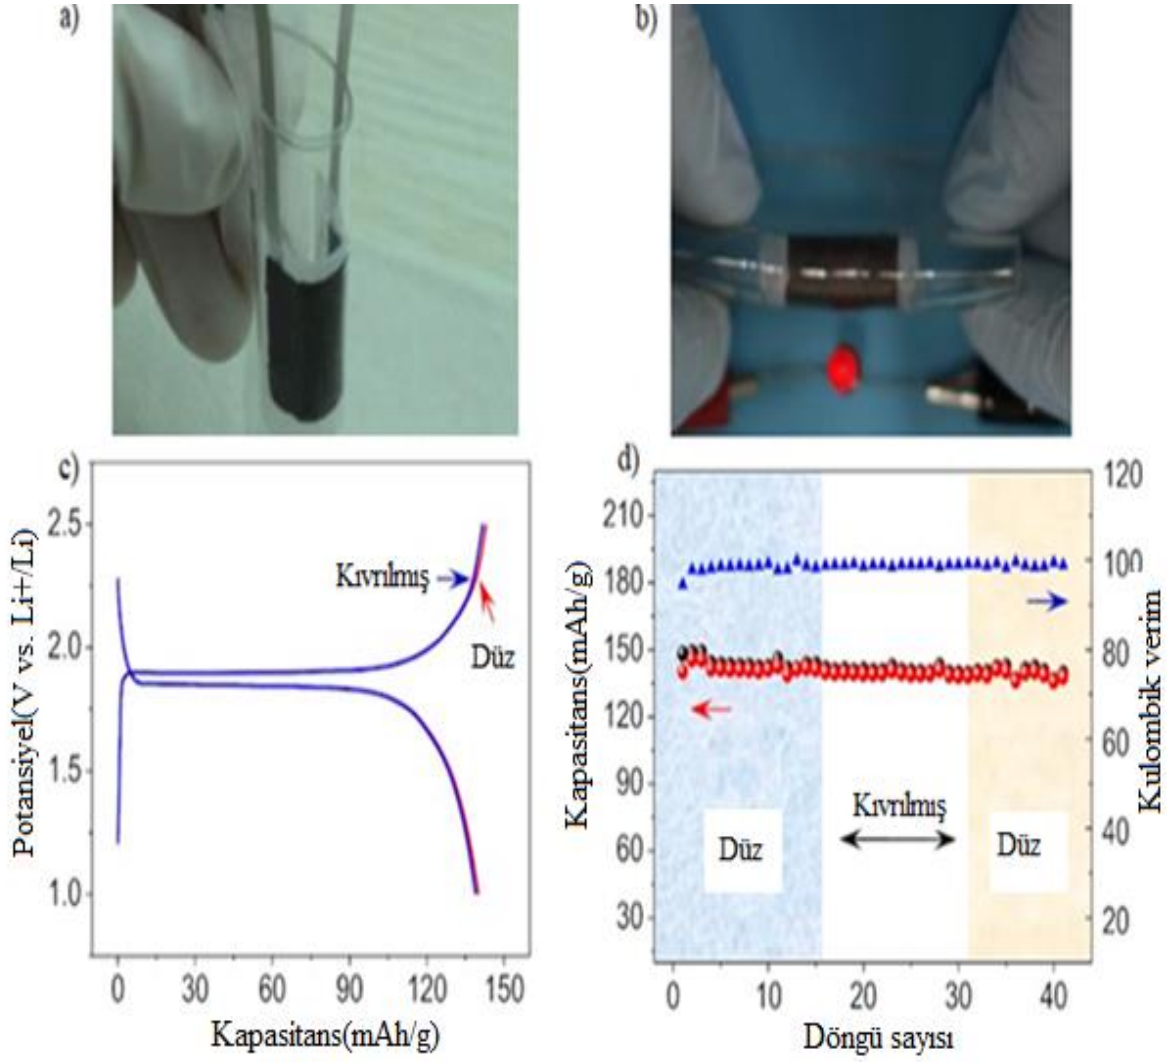 a)
b)
c)
Potansiyel(V vs. Li+/Li)
2.5
2.0
1.5
1.0
Kıvrılmış
Düz
0 30 60 90 120 150
Kapasitans(mAh/g)
d)
Kapasitans(mAh/g)
210
180
150
120
90
60
30
Düz
Kıvrılmış
Düz
120
100
80
60
40
20
Kulombik verim
0 10 20 30 40
Döngü sayısı